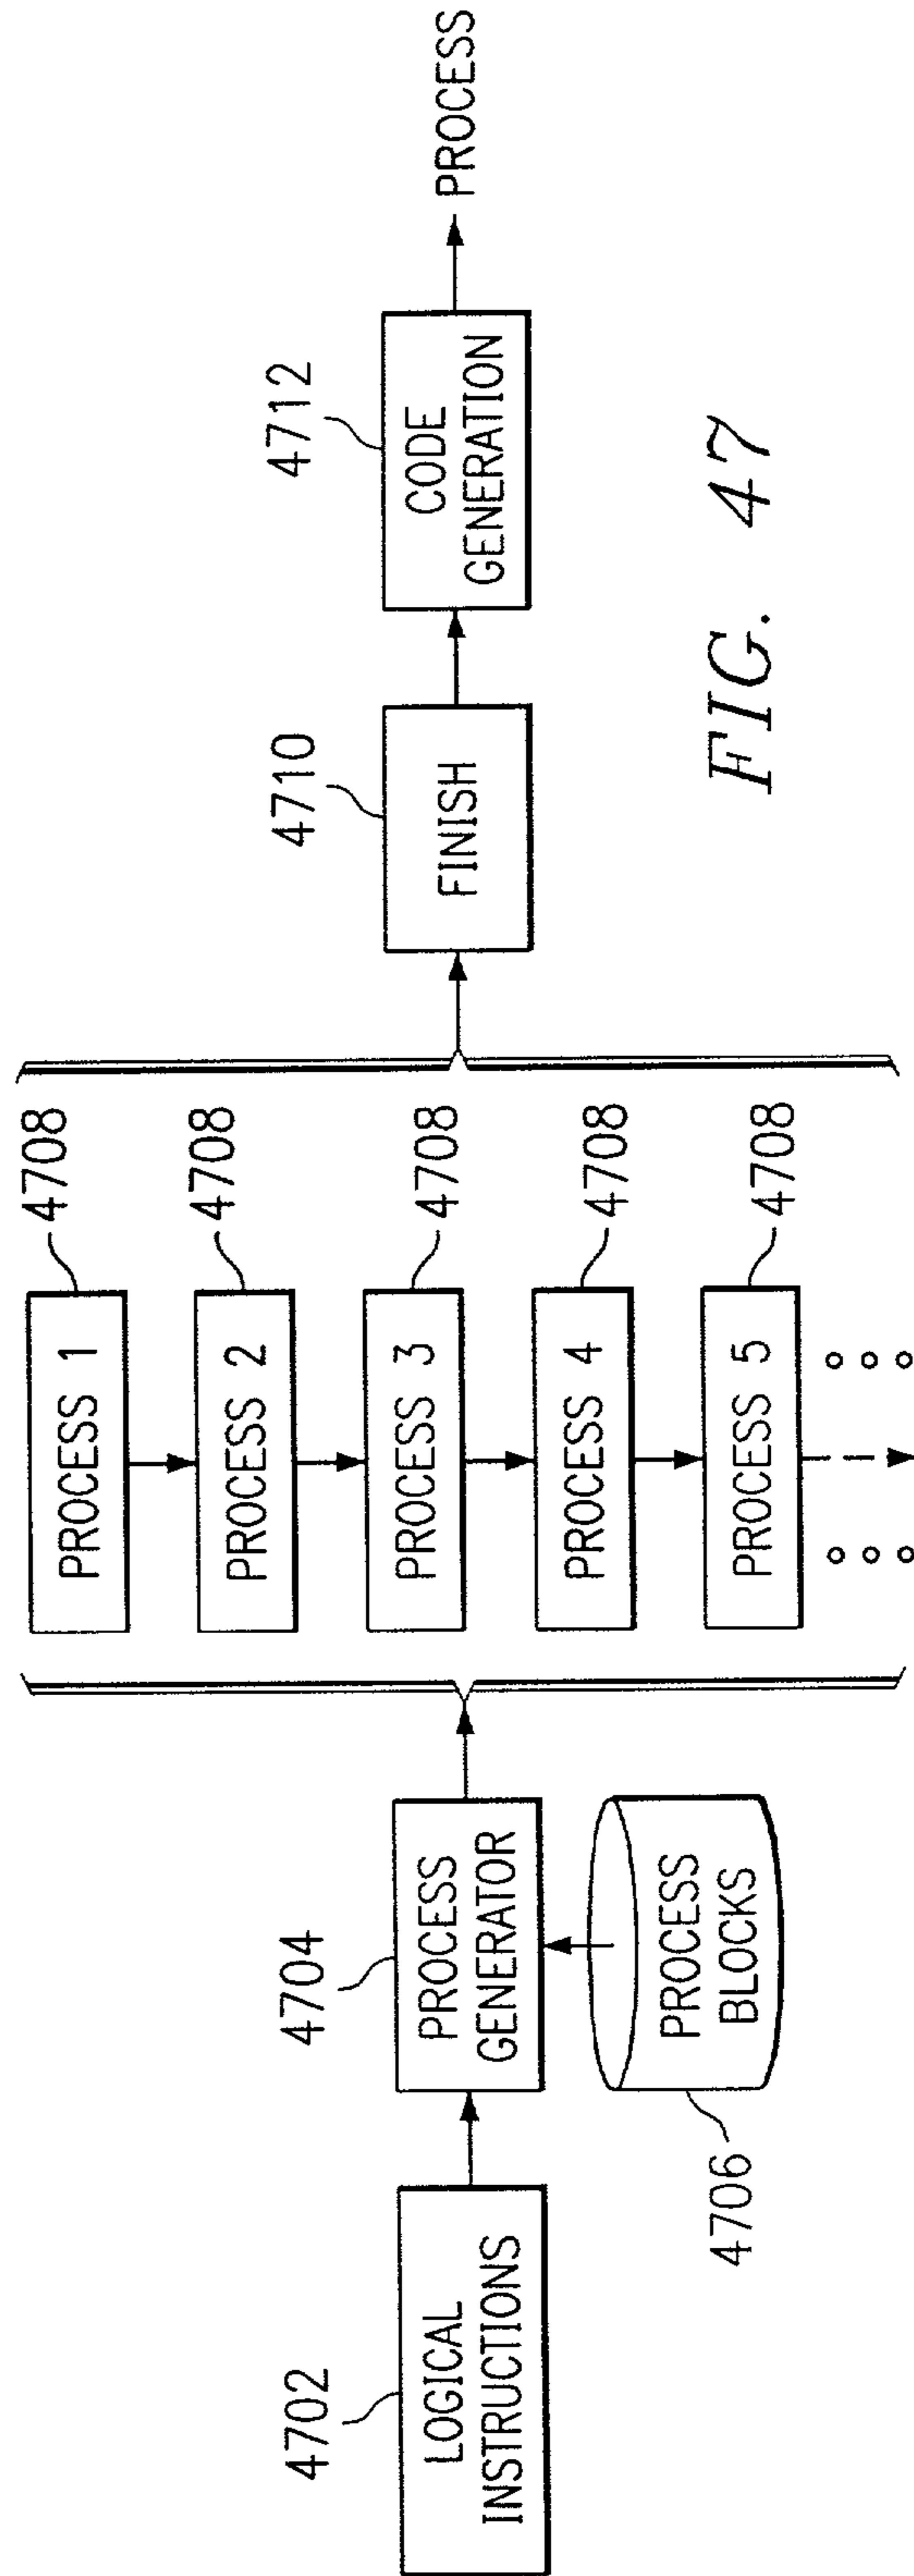 4702
LOGICAL
INSTRUCTIONS
4704
PROCESS
GENERATOR
4706
PROCESS
BLOCKS
PROCESS 1
4708
PROCESS 2
4708
PROCESS 3
4708
PROCESS 4
4708
PROCESS 5
4708
4710
FINISH
4712
CODE
GENERATION
PROCESS
FIG. 47